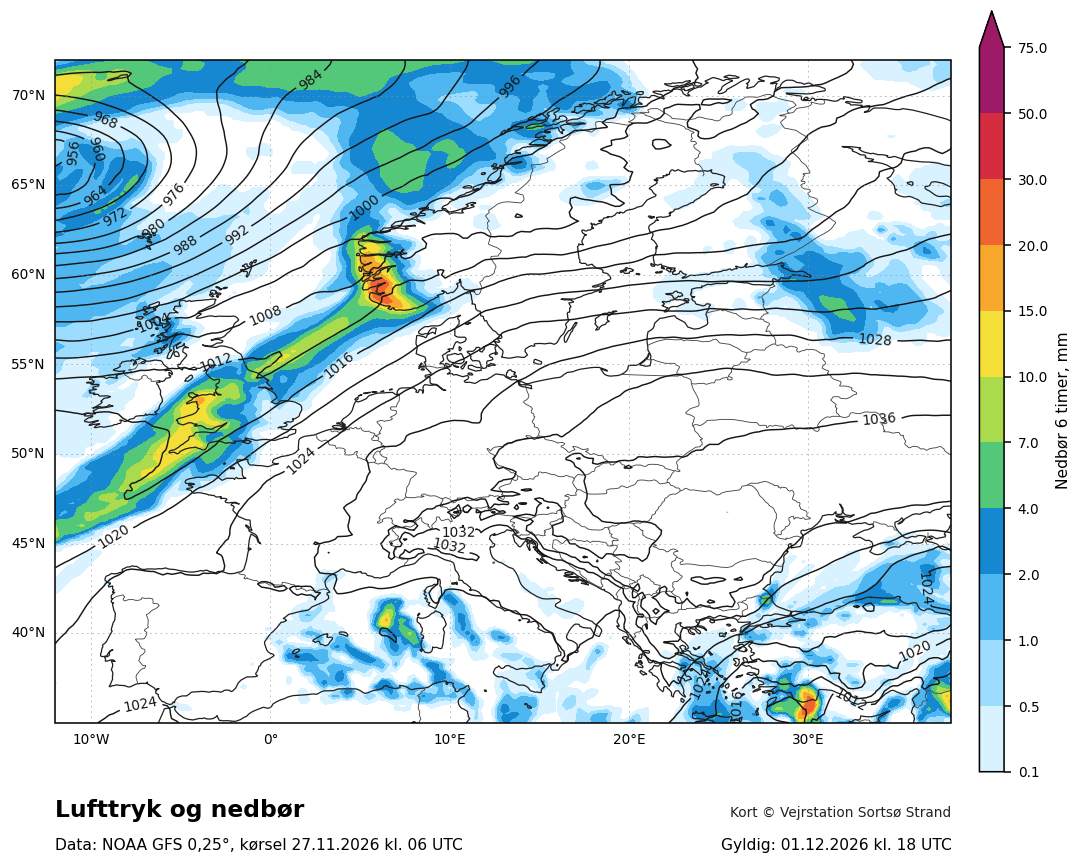 75.0
50.0
30.0
20.0
15.0
10.0
7.0
4.0
2.0
1.0
0.5
0.1
Nedbør 6 timer, mm
70°N
65°N
60°N
55°N
50°N
45°N
40°N
10°W
0°
10°E
20°E
30°E
984
996
968
960
956
964
972
976
980
988
992
1000
1004
1008
1012
1016
1028
1036
1024
1020
1032
1032
1024
1020
1024
1016
Lufttryk og nedbør
Kort © Vejrstation Sortsø Strand
Data: NOAA GFS 0,25°, kørsel 27.11.2026 kl. 06 UTC
Gyldig: 01.12.2026 kl. 18 UTC